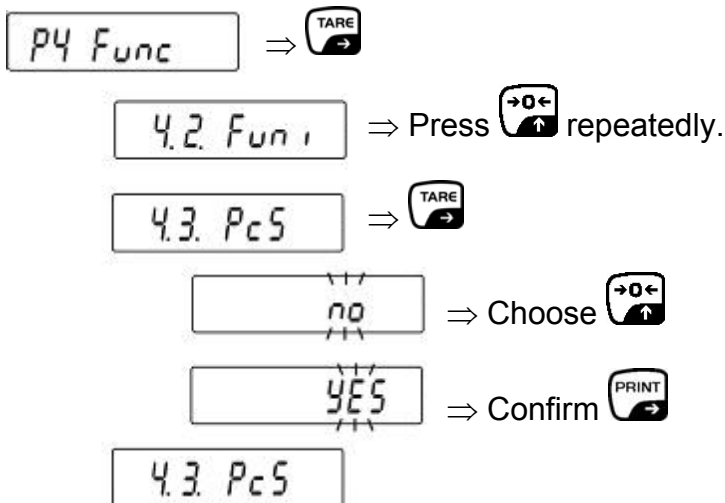 P4 Func ⇒ TARE
4.2. Fun i ⇒ Press →0← repeatedly.
4.3. PcS ⇒ TARE
no ⇒ Choose →0←
YES ⇒ Confirm PRINT
4.3. PcS